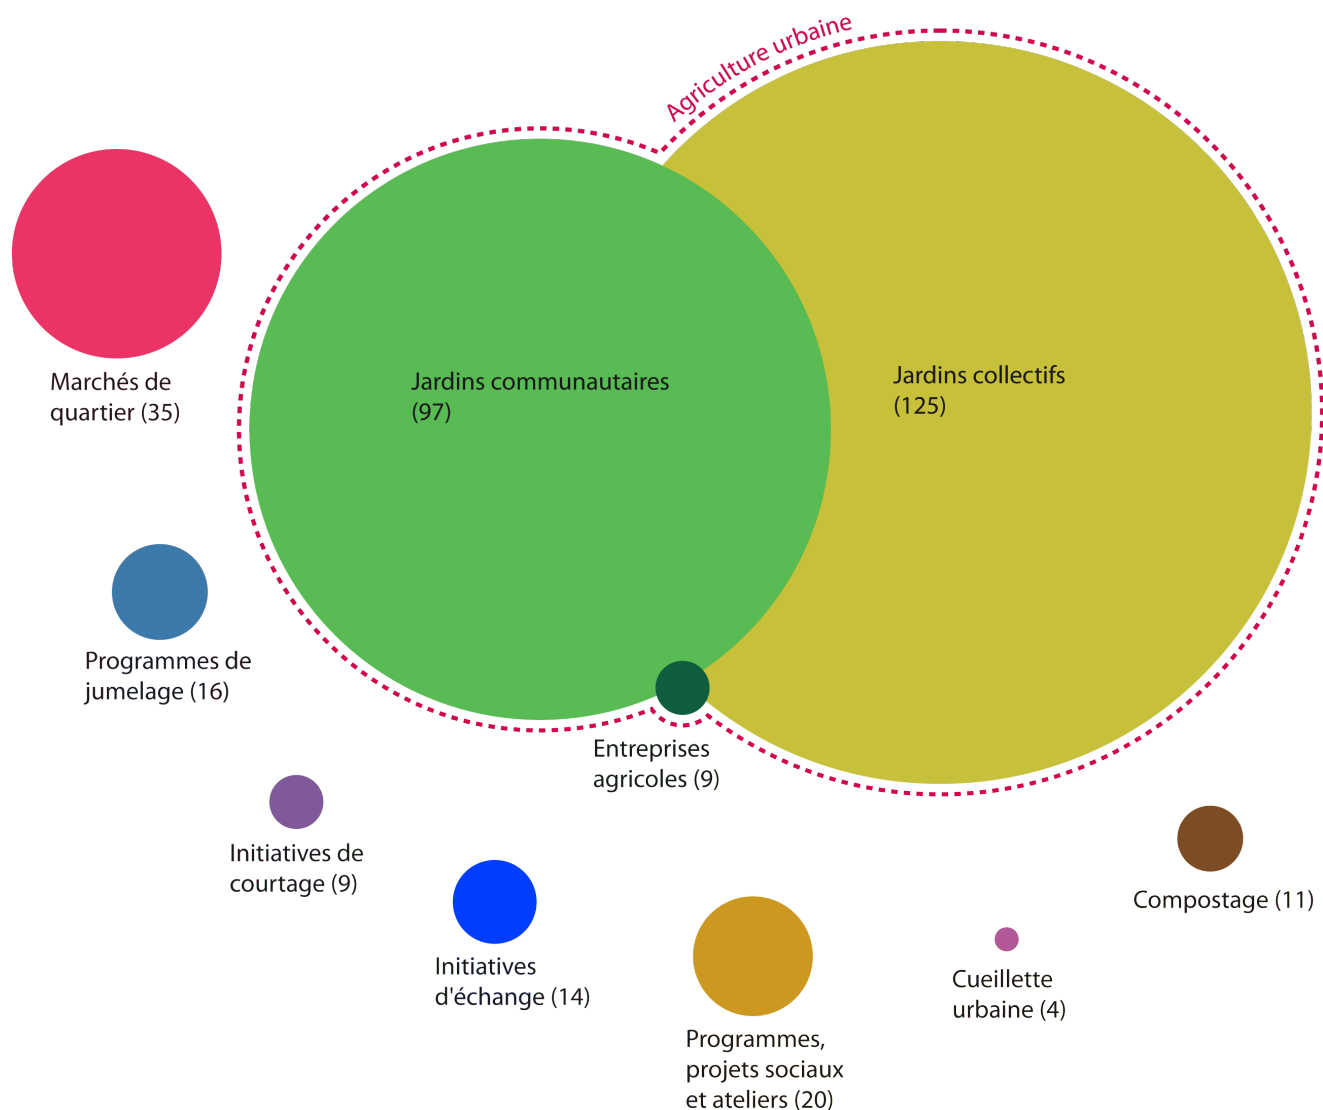 Agriculture urbaine
Marchés de
quartier (35)
Jardins communautaires
(97)
Jardins collectifs
(125)
Programmes de
jumelage (16)
Entreprises
agricoles (9)
Initiatives de
courtage (9)
Initiatives
d'échange (14)
Programmes,
projets sociaux
et ateliers (20)
Cueillette
urbaine (4)
Compostage (11)